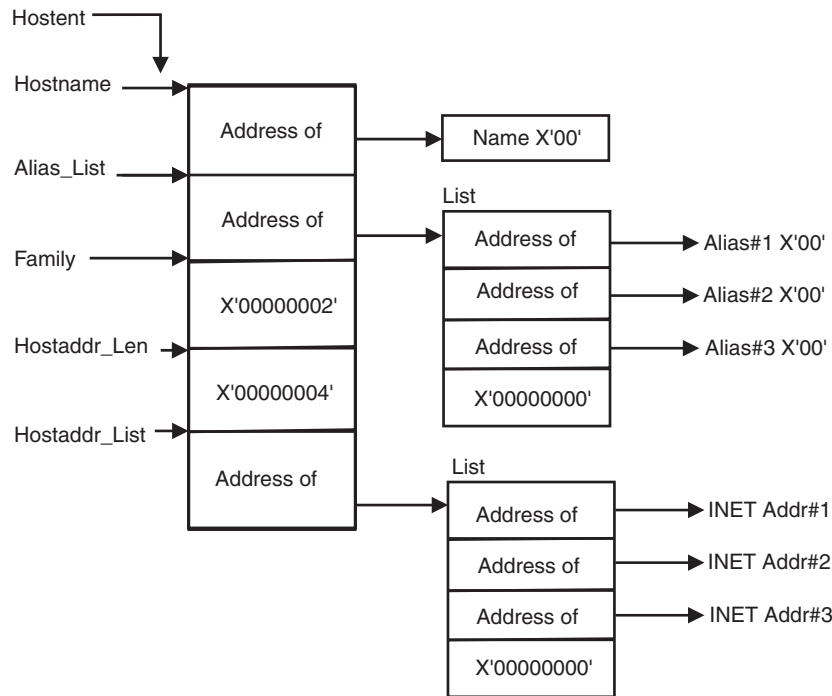 Hostent
Hostname
Address of
Name X'00'
Alias_List
List
Address of
Address of
Alias#1 X'00'
Family
Address of
Alias#2 X'00'
X'00000002'
Address of
Alias#3 X'00'
Hostaddr_Len
X'00000004'
X'00000000'
Hostaddr_List
List
Address of
Address of
INET Addr#1
Address of
INET Addr#2
Address of
INET Addr#3
X'00000000'